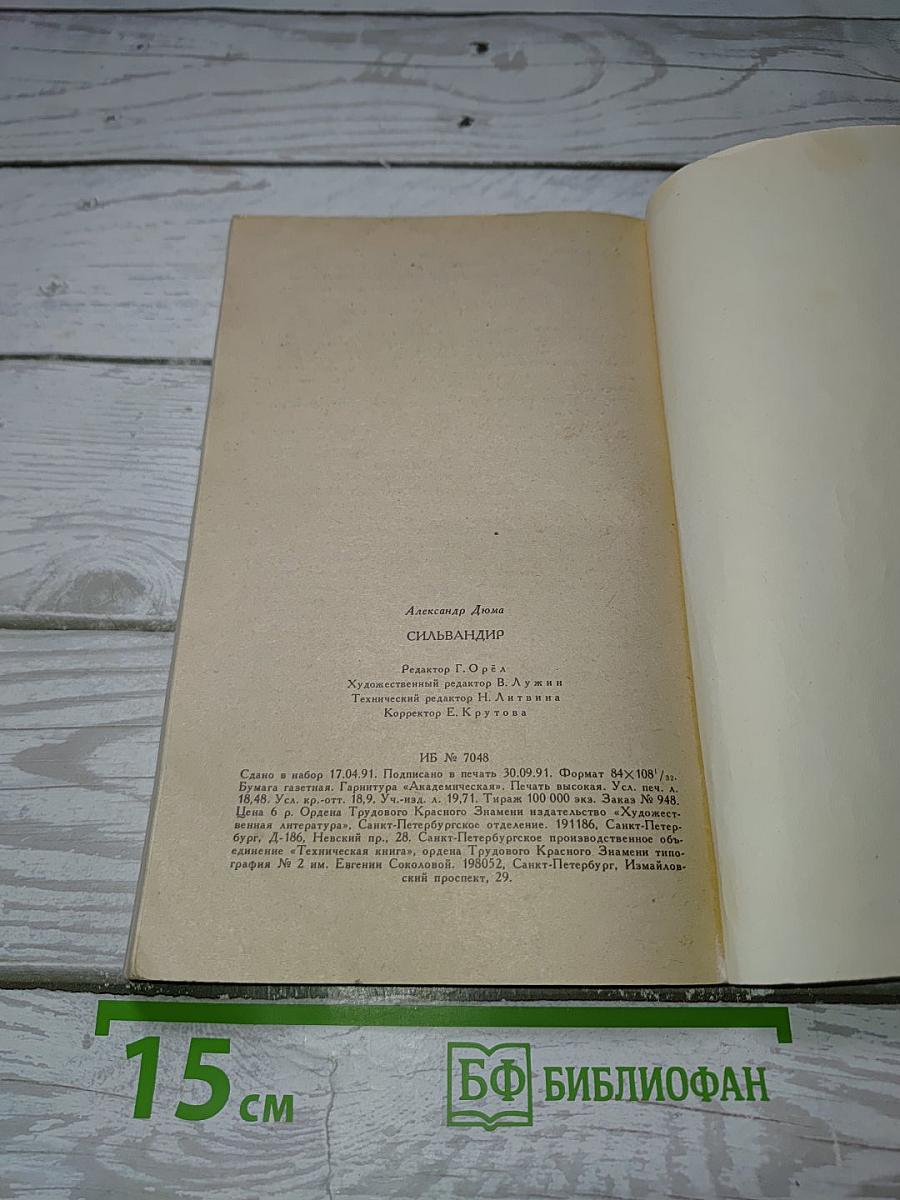 Александр Дюма
СИЛЬВАНДИР
Редактор Г. Орёл
Художественный редактор В. Лужин
Технический редактор Н. Литвина
Корректор Е. Крутова
ИБ № 7048
Сдано в набор 17.04.91. Подписано в печать 30.09.91. Формат 84×108¹/₃₂.
Бумага газетная. Гарнитура «Академическая». Печать высокая. Усл. печ. л.
18,48. Усл. кр.-отт. 18,9. Уч.-изд. л. 19,71. Тираж 100 000 экз. Заказ № 948.
Цена 6 р. Ордена Трудового Красного Знамени издательство «Художест-
венная литература», Санкт-Петербургское отделение. 191186, Санкт-Петер-
бург, Д-186, Невский пр., 28. Санкт-Петербургское производственное объ-
единение «Техническая книга», ордена Трудового Красного Знамени типо-
графия № 2 им. Евгении Соколовой. 198052, Санкт-Петербург, Измайлов-
ский проспект, 29.
15 см
БФ БИБЛИОФАН